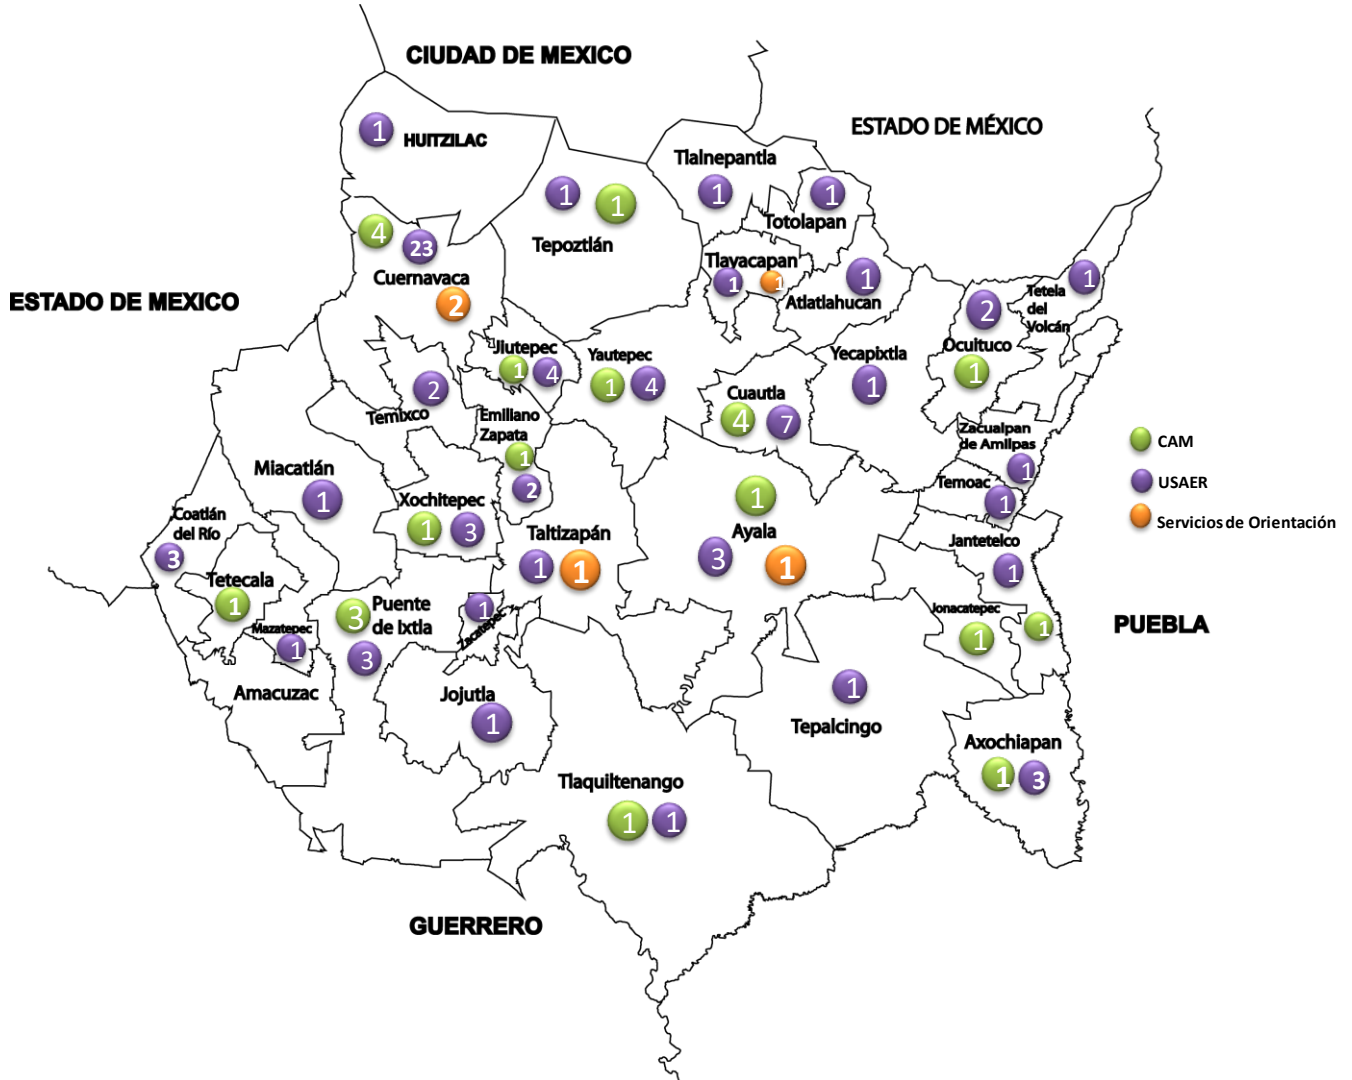 CIUDAD DE MEXICO
ESTADO DE MÉXICO
1
HUITZILAC
Tlalnepantla
1
1
Totolapan
1
1
Tepoztlán
4
23
Cuernavaca
2
Tlayacapan
1
1
1
Atlatlahucan
1
Tetela
del
Volcán
2
Ocuituco
1
ESTADO DE MEXICO
Jiutepec
1
4
Yautepec
1
4
Yecapixtla
1
2
Temixco
Cuautla
4
7
Emiliano
Zapata
1
2
Zacualpan
de Amilpas
1
CAM
USAER
Servicios de Orientación
Miacatlán
1
Xochitepec
1
3
Temoac
1
1
Ayala
3
1
Coatlán
del Río
3
Taltizapán
1
1
Jantetelco
1
Tetecala
1
Puente
de Ixtla
3
3
1
Zacatepec
Jonacatepec
1
1
PUEBLA
Mazatepec
1
Amacuzac
Jojutla
1
1
Tepalcingo
Axochiapan
1
3
Tlaquiltenango
1
1
GUERRERO